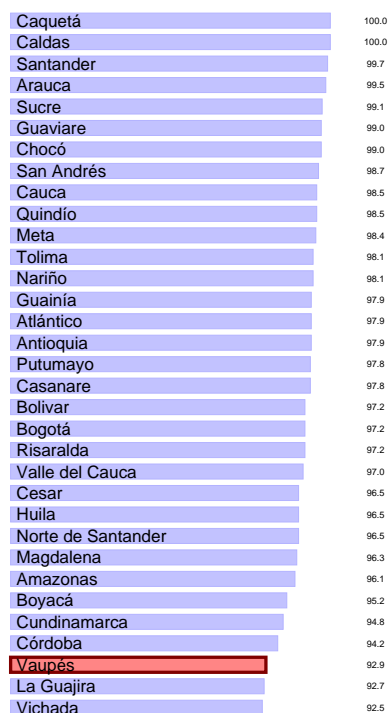 Caquetá 100.0
Caldas 100.0
Santander 99.7
Arauca 99.5
Sucre 99.1
Guaviare 99.0
Chocó 99.0
San Andrés 98.7
Cauca 98.5
Quindío 98.5
Meta 98.4
Tolima 98.1
Nariño 98.1
Guainía 97.9
Atlántico 97.9
Antioquia 97.9
Putumayo 97.8
Casanare 97.8
Bolivar 97.2
Bogotá 97.2
Risaralda 97.2
Valle del Cauca 97.0
Cesar 96.5
Huila 96.5
Norte de Santander 96.5
Magdalena 96.3
Amazonas 96.1
Boyacá 95.2
Cundinamarca 94.8
Córdoba 94.2
Vaupés 92.9
La Guajira 92.7
Vichada 92.5